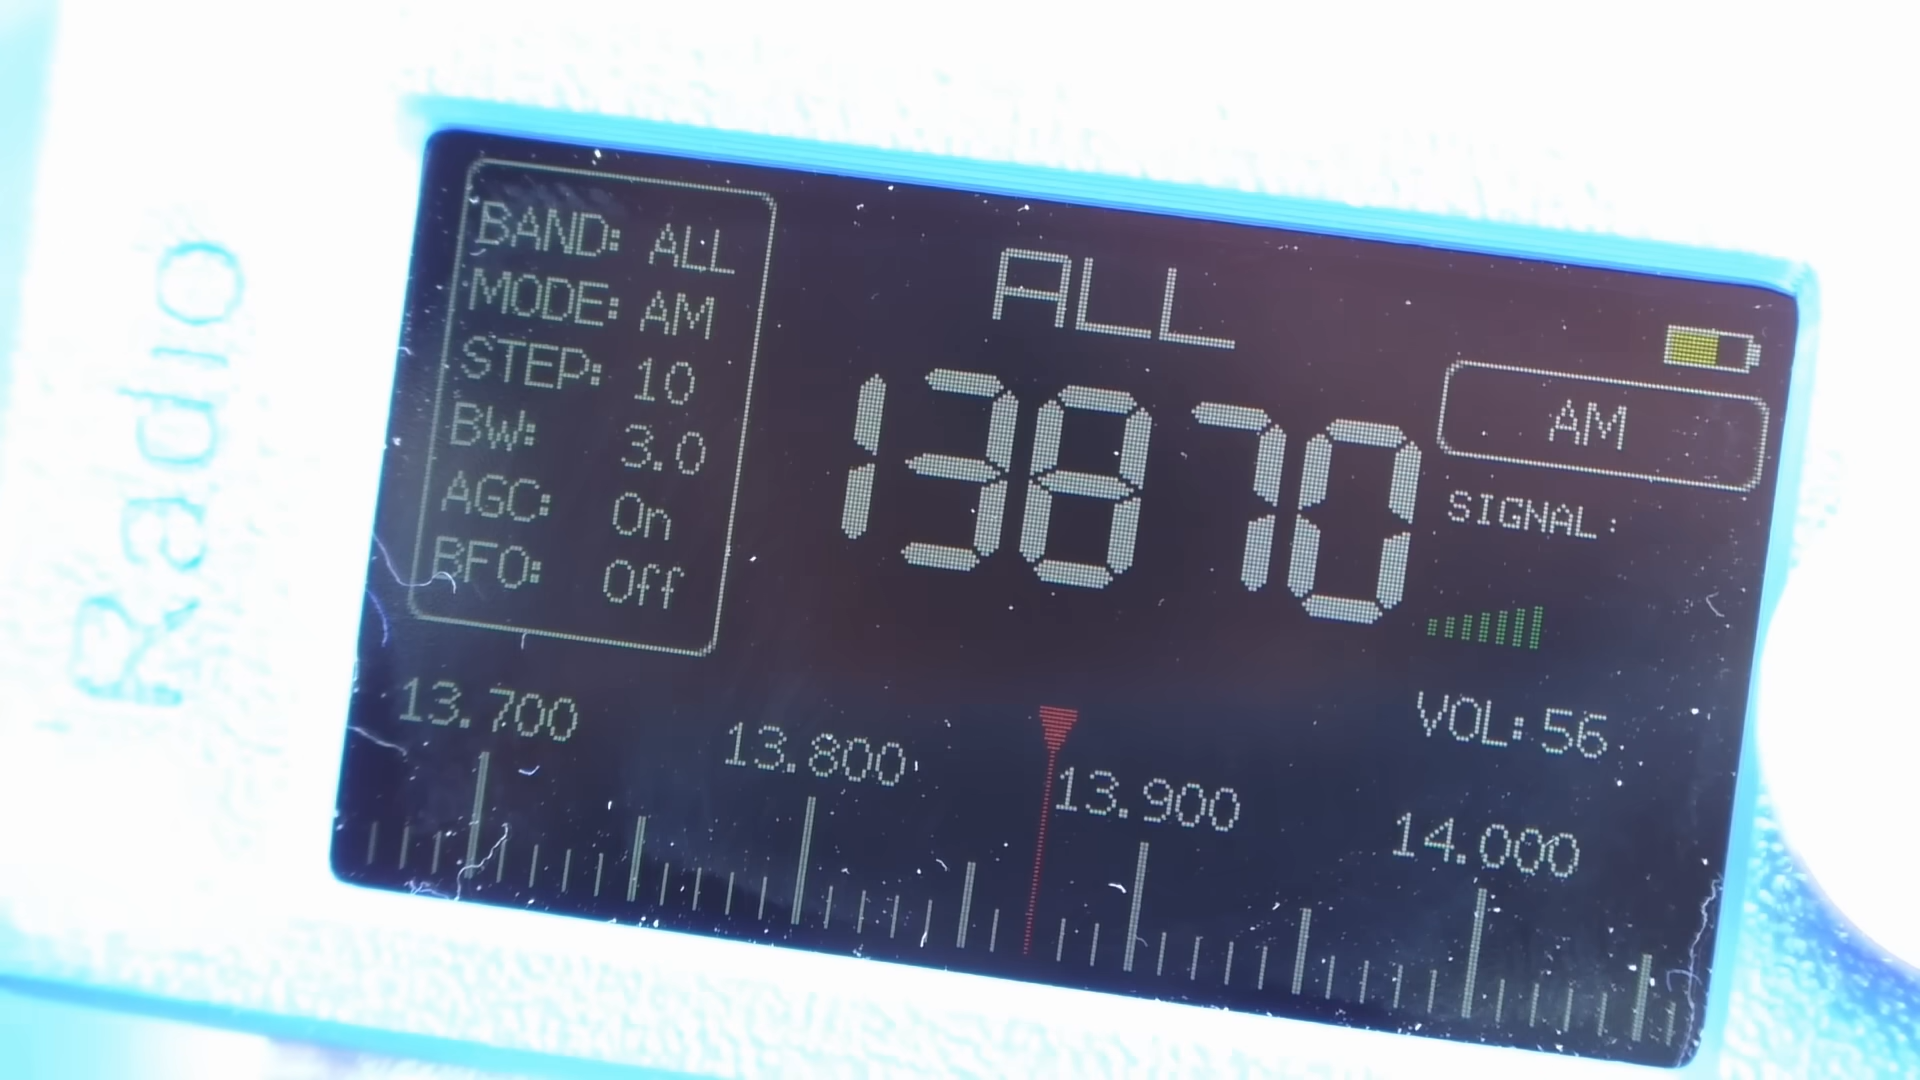 Radio
BAND: ALL
MODE: AM
STEP: 10
BW: 3.0
AGC: On
BFO: Off
ALL
13870
AM
SIGNAL:
VOL:56
13.700
13.800
13.900
14.000